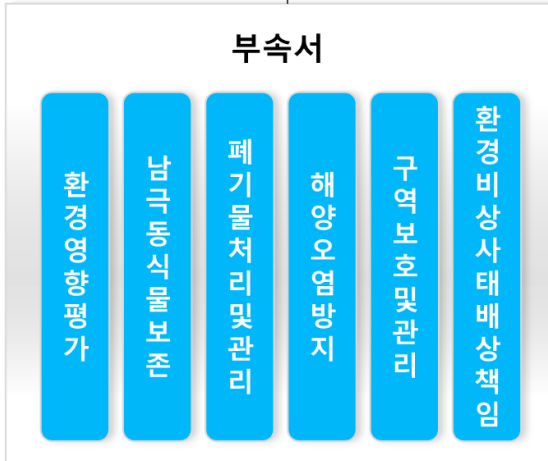 부속서
환경영향평가
남극동식물보존
폐기물처리및관리
해양오염방지
구역보호및관리
환경비상사태배상책임